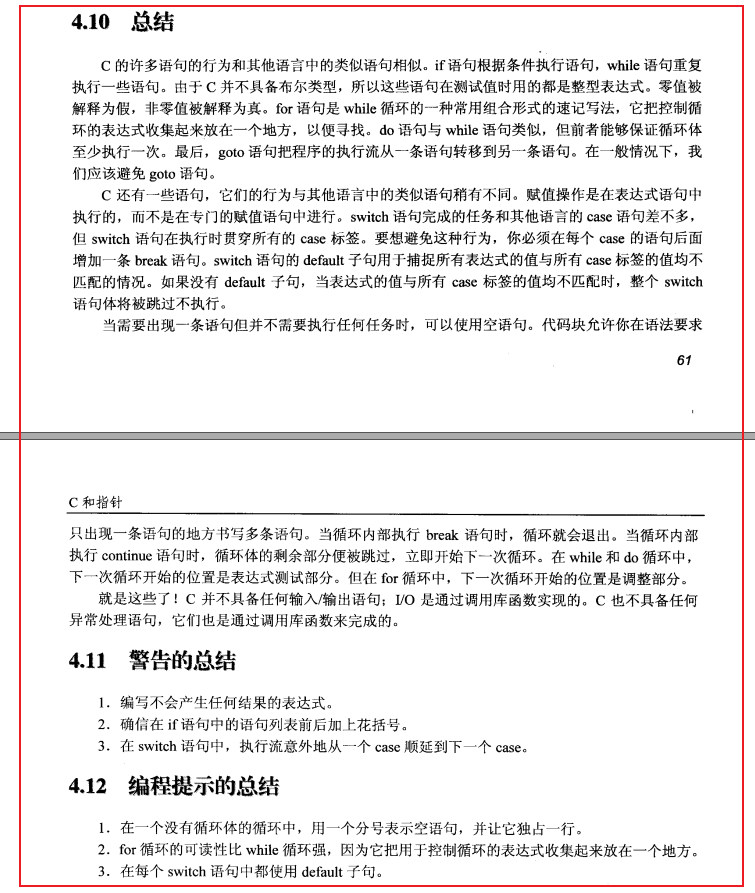 4.10 总结
C 的许多语句的行为和其他语言中的类似语句相似。if 语句根据条件执行语句，while 语句重复
执行一些语句。由于 C 并不具备布尔类型，所以这些语句在测试值时用的都是整型表达式。零值被
解释为假，非零值被解释为真。for 语句是 while 循环的一种常用组合形式的速记写法，它把控制循
环的表达式收集起来放在一个地方，以便寻找。do 语句与 while 语句类似，但前者能够保证循环体
至少执行一次。最后，goto 语句把程序的执行流从一条语句转移到另一条语句。在一般情况下，我
们应该避免 goto 语句。
C 还有一些语句，它们的行为与其他语言中的类似语句稍有不同。赋值操作是在表达式语句中
执行的，而不是在专门的赋值语句中进行。switch 语句完成的任务和其他语言的 case 语句差不多，
但 switch 语句在执行时贯穿所有的 case 标签。要想避免这种行为，你必须在每个 case 的语句后面
增加一条 break 语句。switch 语句的 default 子句用于捕捉所有表达式的值与所有 case 标签的值均不
匹配的情况。如果没有 default 子句，当表达式的值与所有 case 标签的值均不匹配时，整个 switch
语句体将被跳过不执行。
当需要出现一条语句但并不需要执行任何任务时，可以使用空语句。代码块允许你在语法要求
61
C 和指针
只出现一条语句的地方书写多条语句。当循环内部执行 break 语句时，循环就会退出。当循环内部
执行 continue 语句时，循环体的剩余部分便被跳过，立即开始下一次循环。在 while 和 do 循环中，
下一次循环开始的位置是表达式测试部分。但在 for 循环中，下一次循环开始的位置是调整部分。
就是这些了！C 并不具备任何输入/输出语句；I/O 是通过调用库函数实现的。C 也不具备任何
异常处理语句，它们也是通过调用库函数来完成的。
4.11 警告的总结
1．编写不会产生任何结果的表达式。
2．确信在 if 语句中的语句列表前后加上花括号。
3．在 switch 语句中，执行流意外地从一个 case 顺延到下一个 case。
4.12 编程提示的总结
1．在一个没有循环体的循环中，用一个分号表示空语句，并让它独占一行。
2．for 循环的可读性比 while 循环强，因为它把用于控制循环的表达式收集起来放在一个地方。
3．在每个 switch 语句中都使用 default 子句。